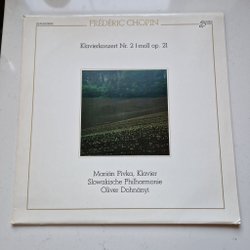 FRÉDÉRIC CHOPIN
Klavierkonzert Nr. 2 f-moll op. 21
Marián Pivka, Klavier
Slowakische Philharmonie
Oliver Dohnányi